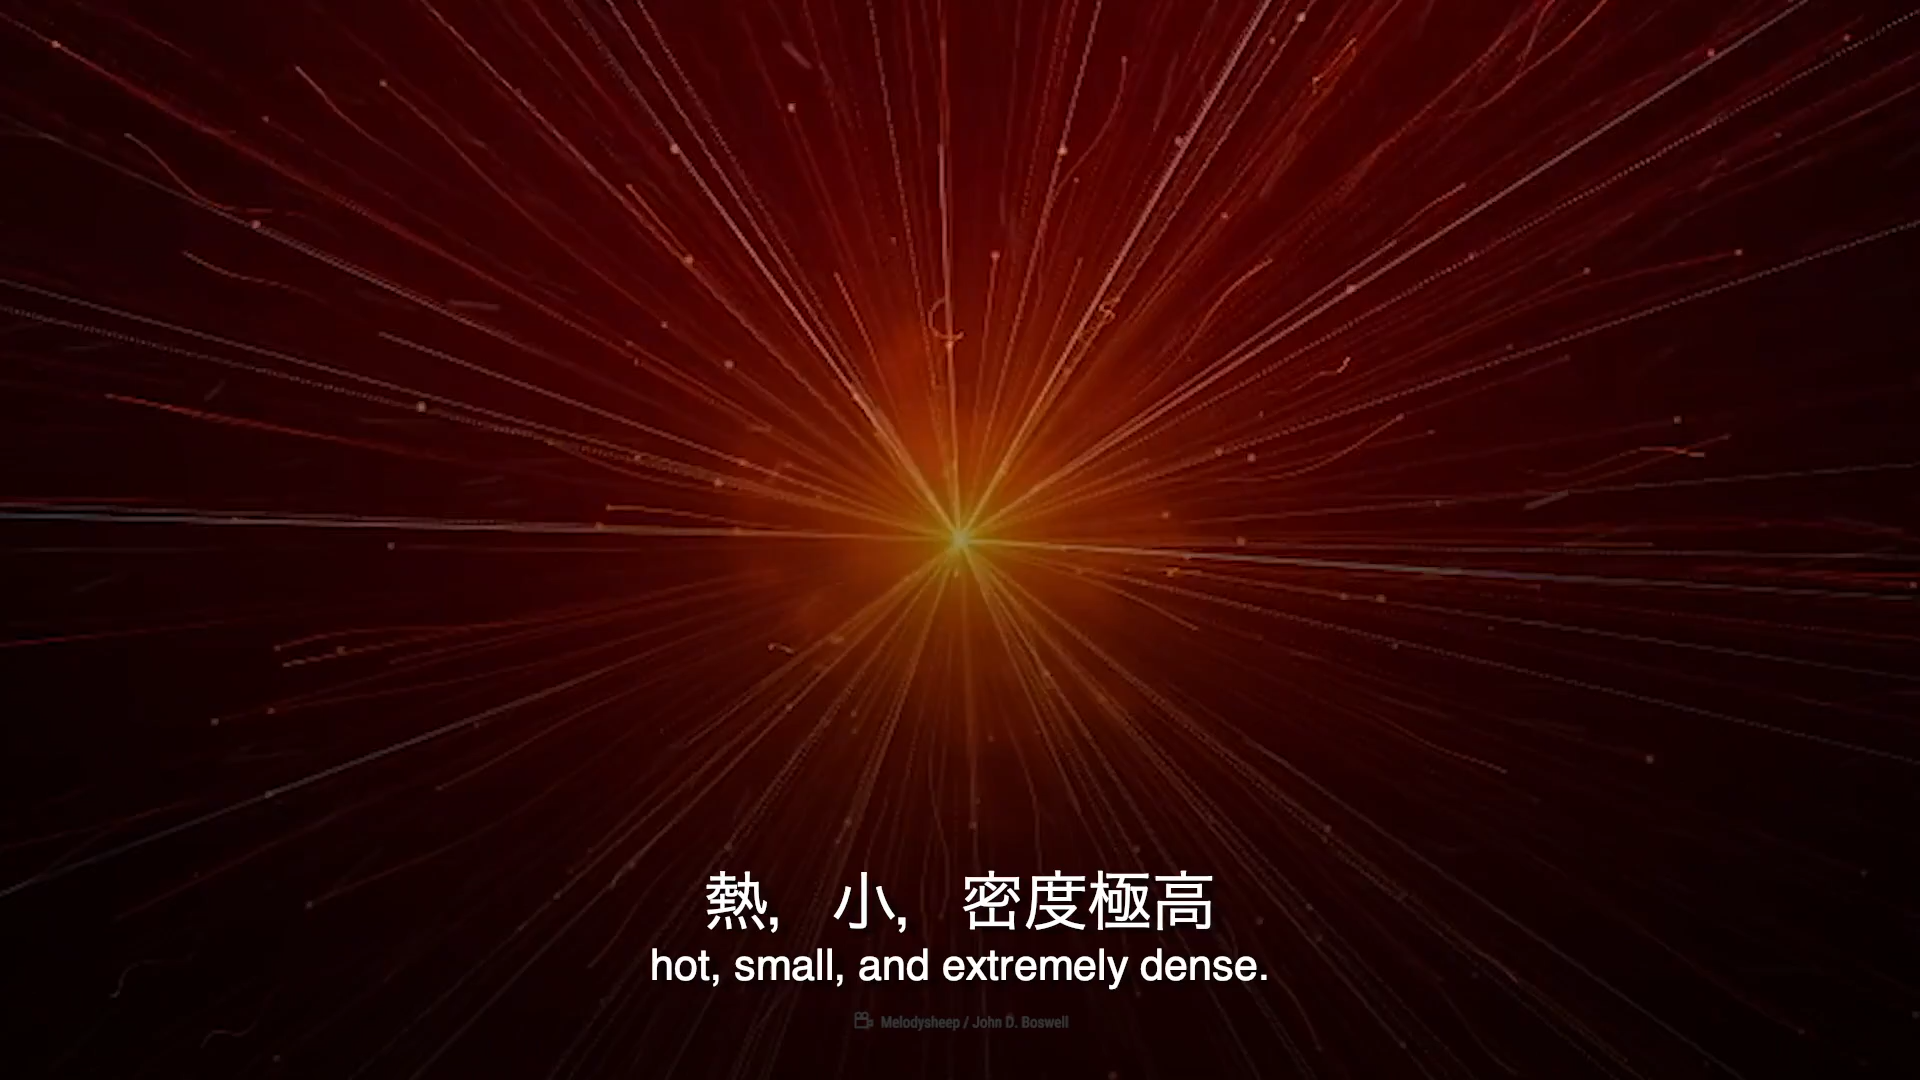 熱, 小, 密度極高
hot, small, and extremely dense.
Melodysheep / John D. Boswell